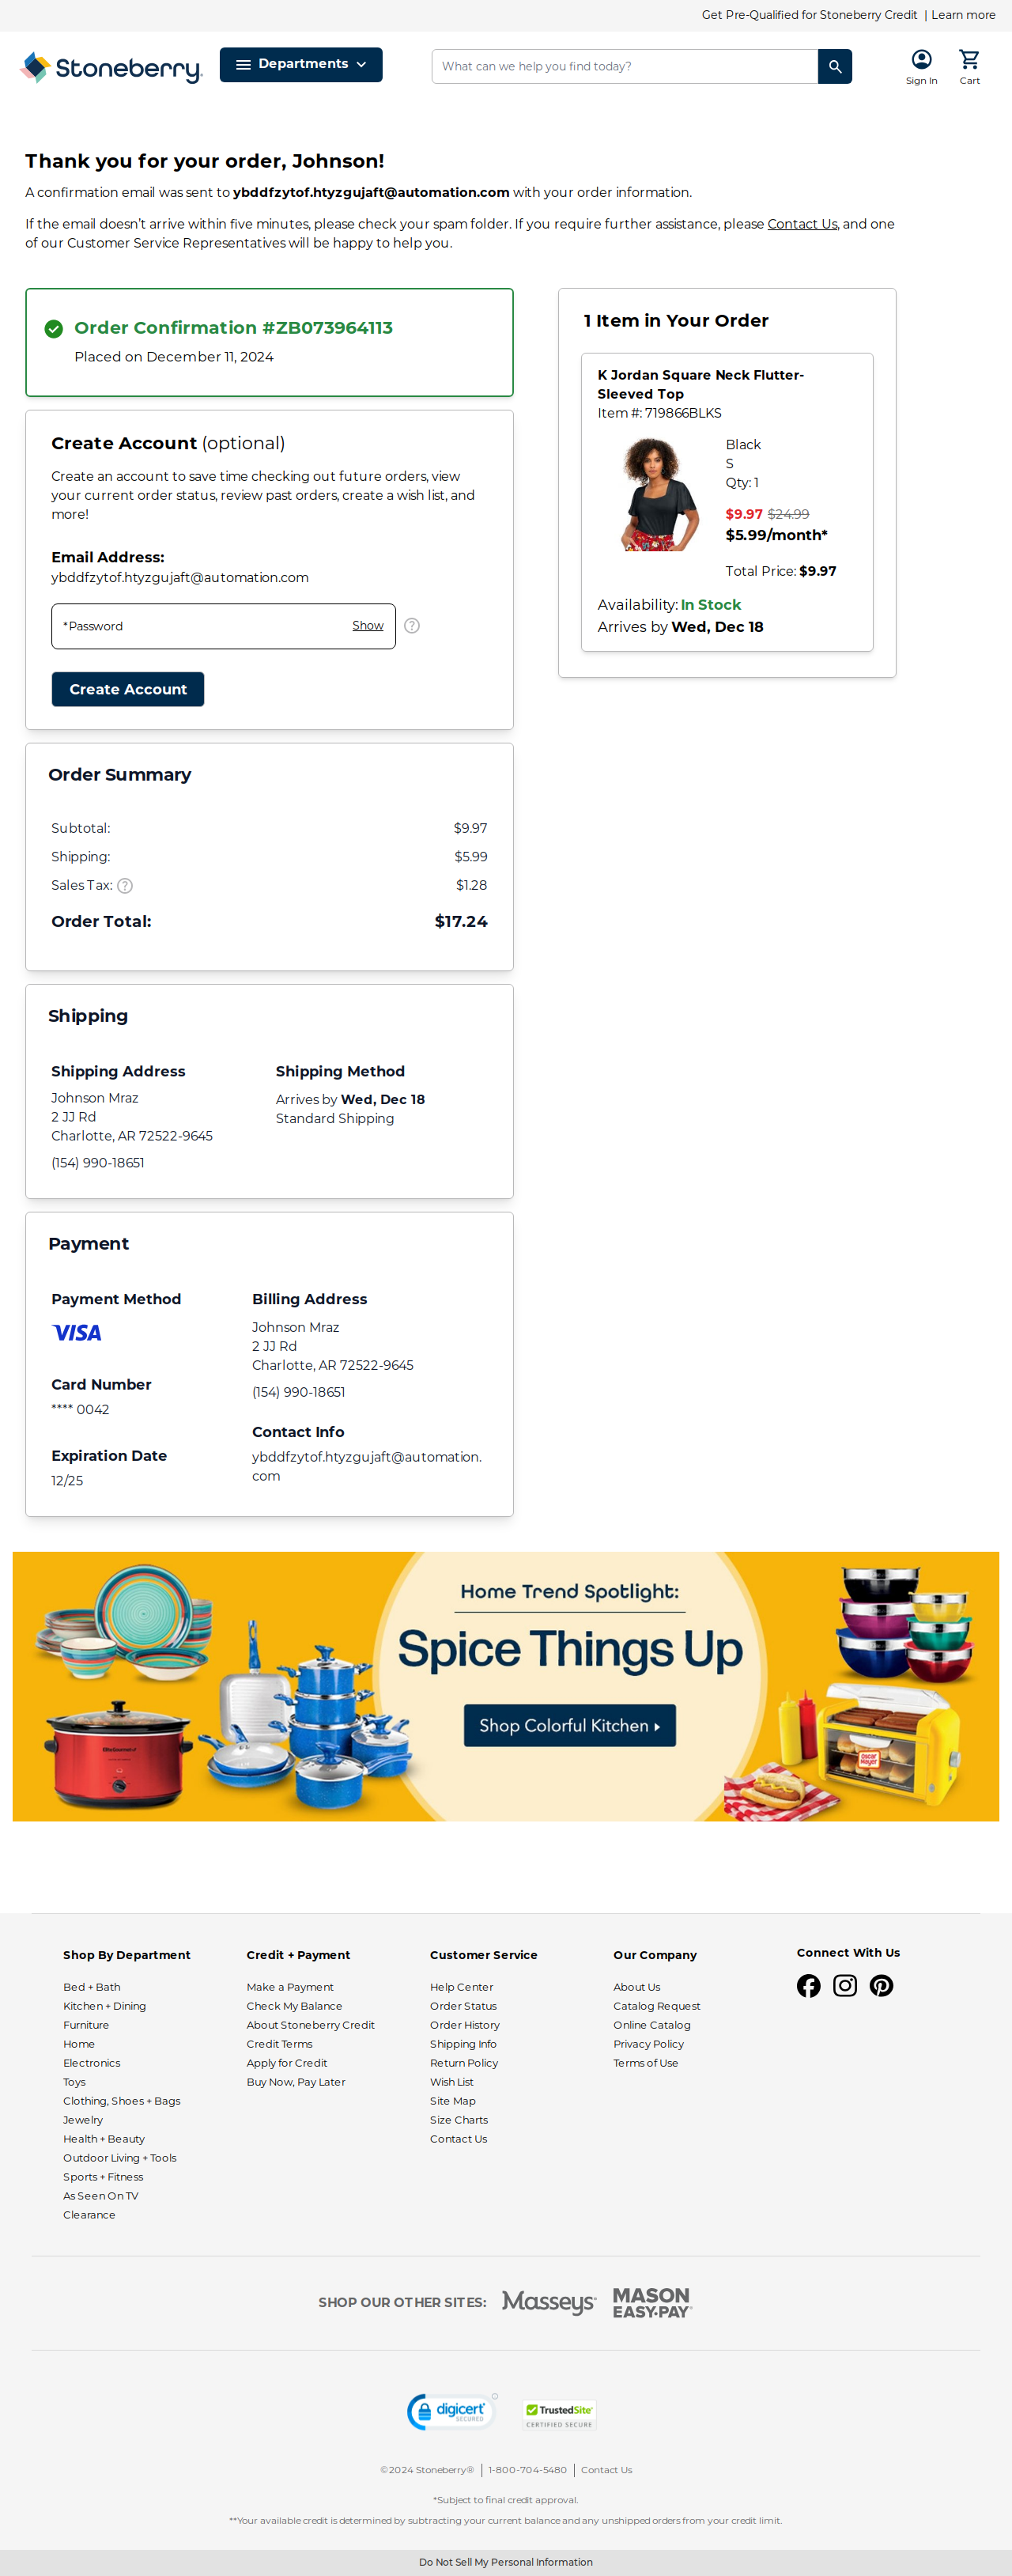 Get Pre-Qualified for Stoneberry Credit | Learn more
Stoneberry
Departments
What can we help you find today?
Sign In
Cart
Thank you for your order, Johnson!
A confirmation email was sent to ybddfzytof.htyzgujaft@automation.com with your order information.
If the email doesn’t arrive within five minutes, please check your spam folder. If you require further assistance, please Contact Us, and one
of our Customer Service Representatives will be happy to help you.
Order Confirmation #ZB073964113
Placed on December 11, 2024
Create Account (optional)
Create an account to save time checking out future orders, view
your current order status, review past orders, create a wish list, and
more!
Email Address:
ybddfzytof.htyzgujaft@automation.com
*Password
Show
Create Account
Order Summary
Subtotal: $9.97
Shipping: $5.99
Sales Tax: $1.28
Order Total: $17.24
Shipping
Shipping Address
Johnson Mraz
2 JJ Rd
Charlotte, AR 72522-9645
(154) 990-18651
Shipping Method
Arrives by Wed, Dec 18
Standard Shipping
Payment
Payment Method
VISA
Card Number
**** 0042
Expiration Date
12/25
Billing Address
Johnson Mraz
2 JJ Rd
Charlotte, AR 72522-9645
(154) 990-18651
Contact Info
ybddfzytof.htyzgujaft@automation.
com
1 Item in Your Order
K Jordan Square Neck Flutter-
Sleeved Top
Item #: 719866BLKS
Black
S
Qty: 1
$9.97 $24.99
$5.99/month*
Total Price: $9.97
Availability: In Stock
Arrives by Wed, Dec 18
Home Trend Spotlight:
Spice Things Up
Shop Colorful Kitchen
Oscar
Mayer
Shop By Department
Bed + Bath
Kitchen + Dining
Furniture
Home
Electronics
Toys
Clothing, Shoes + Bags
Jewelry
Health + Beauty
Outdoor Living + Tools
Sports + Fitness
As Seen On TV
Clearance
Credit + Payment
Make a Payment
Check My Balance
About Stoneberry Credit
Credit Terms
Apply for Credit
Buy Now, Pay Later
Customer Service
Help Center
Order Status
Order History
Shipping Info
Return Policy
Wish List
Site Map
Size Charts
Contact Us
Our Company
About Us
Catalog Request
Online Catalog
Privacy Policy
Terms of Use
Connect With Us
SHOP OUR OTHER SITES:
Masseys
MASON
EASY•PAY
digicert
SECURED
TrustedSite
CERTIFIED SECURE
©2024 Stoneberry® | 1-800-704-5480 | Contact Us
*Subject to final credit approval.
**Your available credit is determined by subtracting your current balance and any unshipped orders from your credit limit.
Do Not Sell My Personal Information